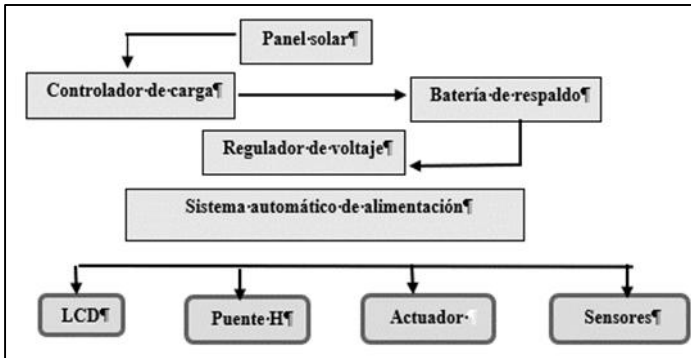 Panel·solar¶
Controlador·de·carga¶
Batería·de·respaldo¶
Regulador·de·voltaje¶
Sistema·automático·de·alimentación¶
LCD¶
Puente·H¶
Actuador·¶
Sensores¶